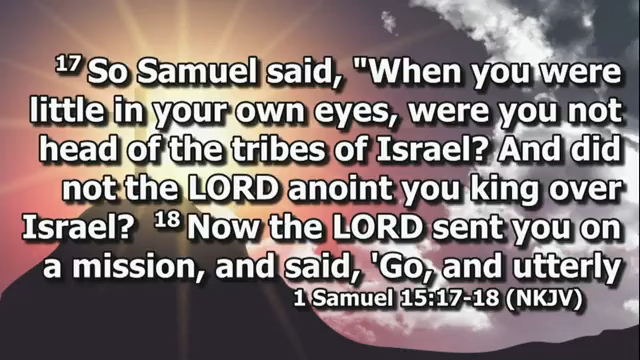 17 So Samuel said, "When you were
little in your own eyes, were you not
head of the tribes of Israel? And did
not the LORD anoint you king over
Israel? 18 Now the LORD sent you on
a mission, and said, 'Go, and utterly
1 Samuel 15:17-18 (NKJV)